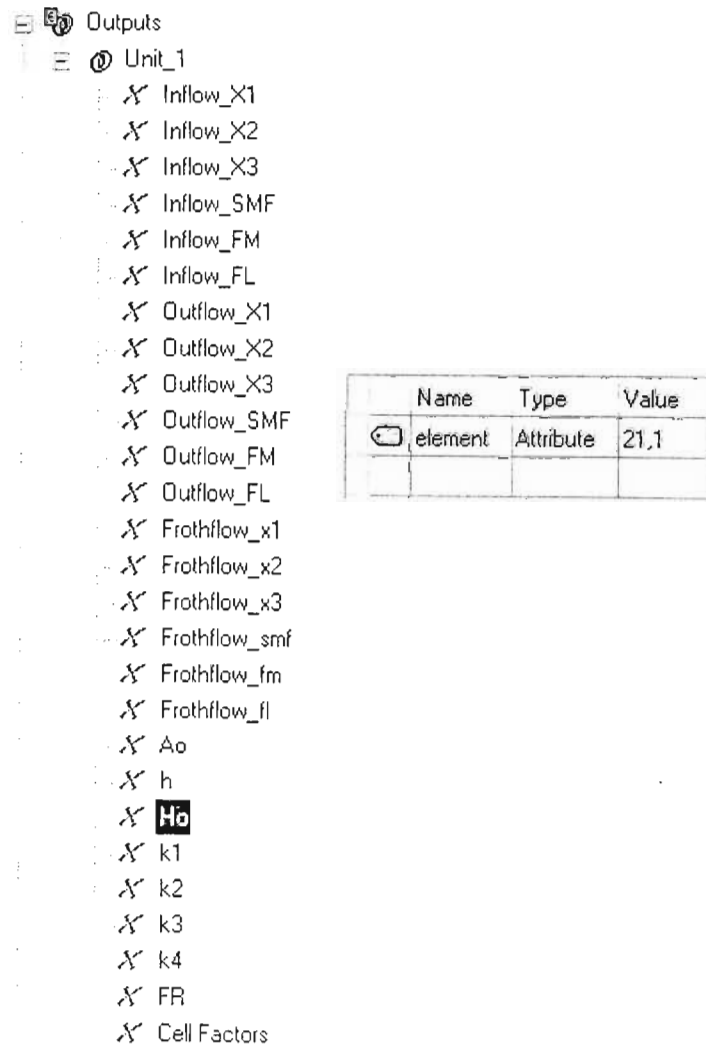 Outputs
Unit_1
Inflow_X1
Inflow_X2
Inflow_X3
Inflow_SMF
Inflow_FM
Inflow_FL
Outflow_X1
Outflow_X2
Outflow_X3
Outflow_SMF
Outflow_FM
Outflow_FL
Frothflow_x1
Frothflow_x2
Frothflow_x3
Frothflow_smf
Frothflow_fm
Frothflow_fl
Ao
h
Ho
k1
k2
k3
k4
FR
Cell Factors
Name Type Value
element Attribute 21,1